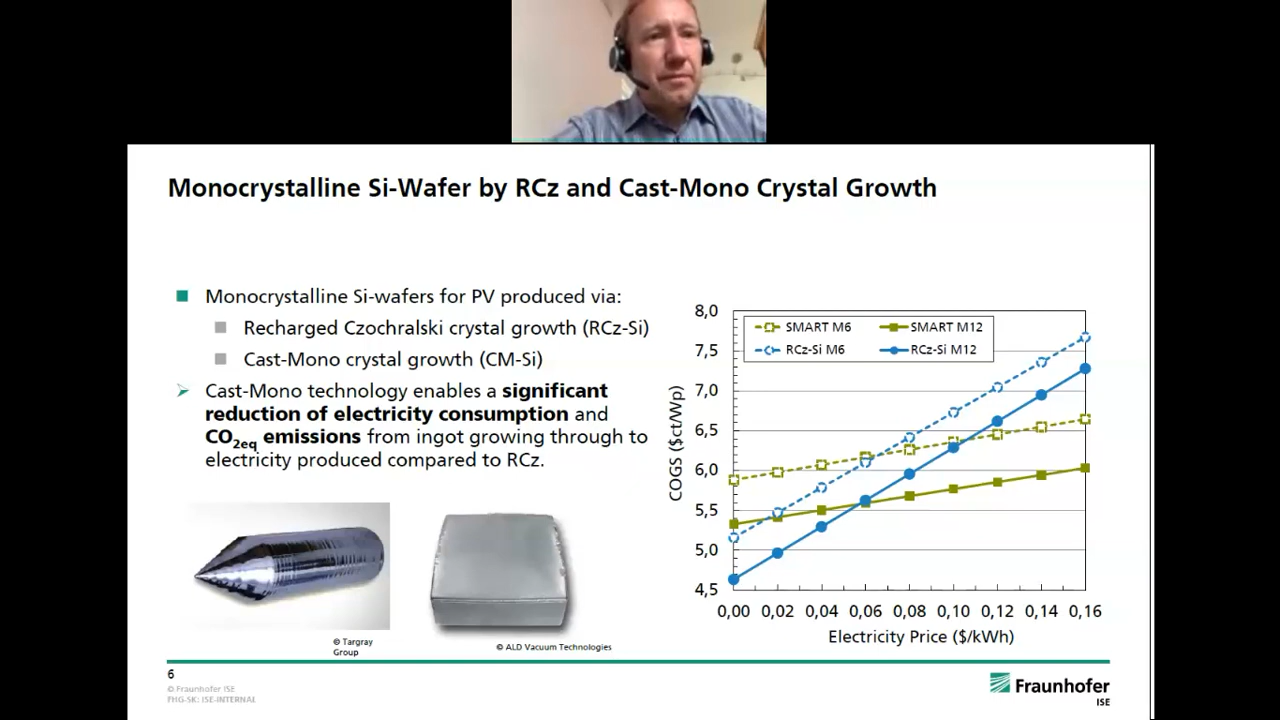 Monocrystalline Si-Wafer by RCz and Cast-Mono Crystal Growth
Monocrystalline Si-wafers for PV produced via:
Recharged Czochralski crystal growth (RCz-Si)
Cast-Mono crystal growth (CM-Si)
Cast-Mono technology enables a significant
reduction of electricity consumption and
CO2eq emissions from ingot growing through to
electricity produced compared to RCz.
© Targray
Group
© ALD Vacuum Technologies
COGS ($ct/Wp)
8,0
7,5
7,0
6,5
6,0
5,5
5,0
4,5
SMART M6
SMART M12
RCz-Si M6
RCz-Si M12
0,00 0,02 0,04 0,06 0,08 0,10 0,12 0,14 0,16
Electricity Price ($/kWh)
6
© Fraunhofer ISE
FHG-SK: ISE-INTERNAL
Fraunhofer
ISE